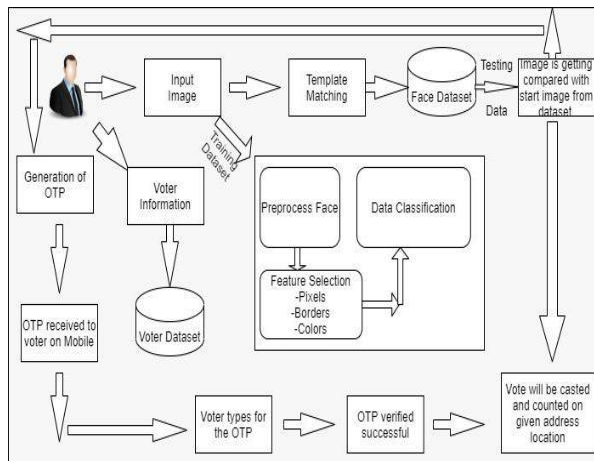 Input
Image
Template
Matching
Face Dataset
Testing
Data
Image is getting
compared with
start image from
dataset
Training
Dataset
Generation of
OTP
Voter
Information
Preprocess Face
Data Classification
Feature Selection
-Pixels
-Borders
-Colors
Voter Dataset
OTP received to
voter on Mobile
Voter types for
the OTP
OTP verified
successful
Vote will be casted
and counted on
given address
location